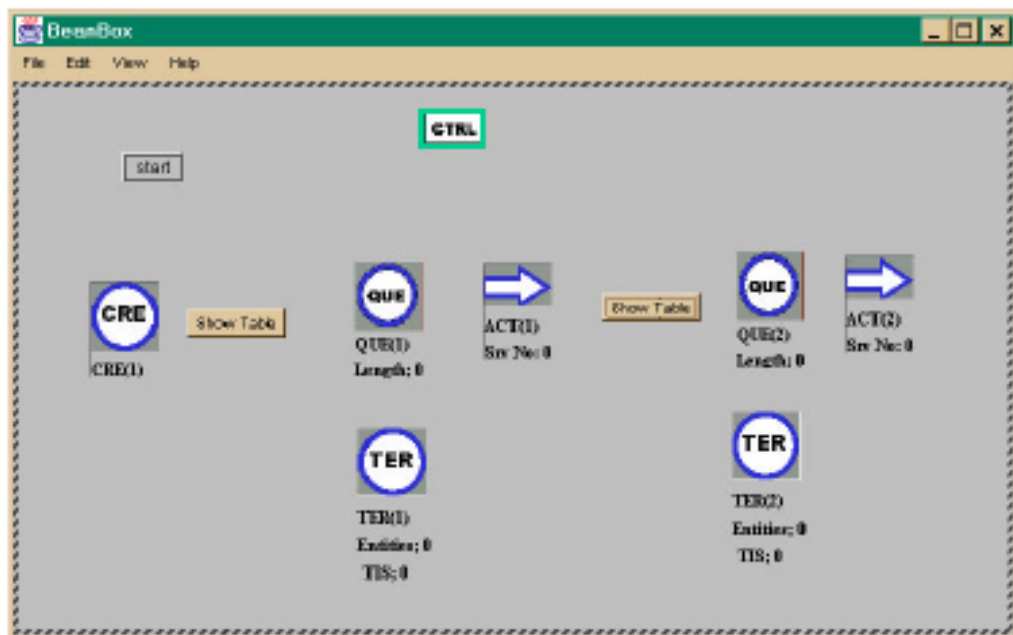 BeanBox
File Edit View Help
CTRL
start
CRE
CRE(1)
Show Table
QUE
QUE(1)
Length; 0
ACT(1)
Srv No: 0
Show Table
QUE
QUE(2)
Length; 0
ACT(2)
Srv No: 0
TER
TER(1)
Entities; 0
TIS; 0
TER
TER(2)
Entities; 0
TIS; 0